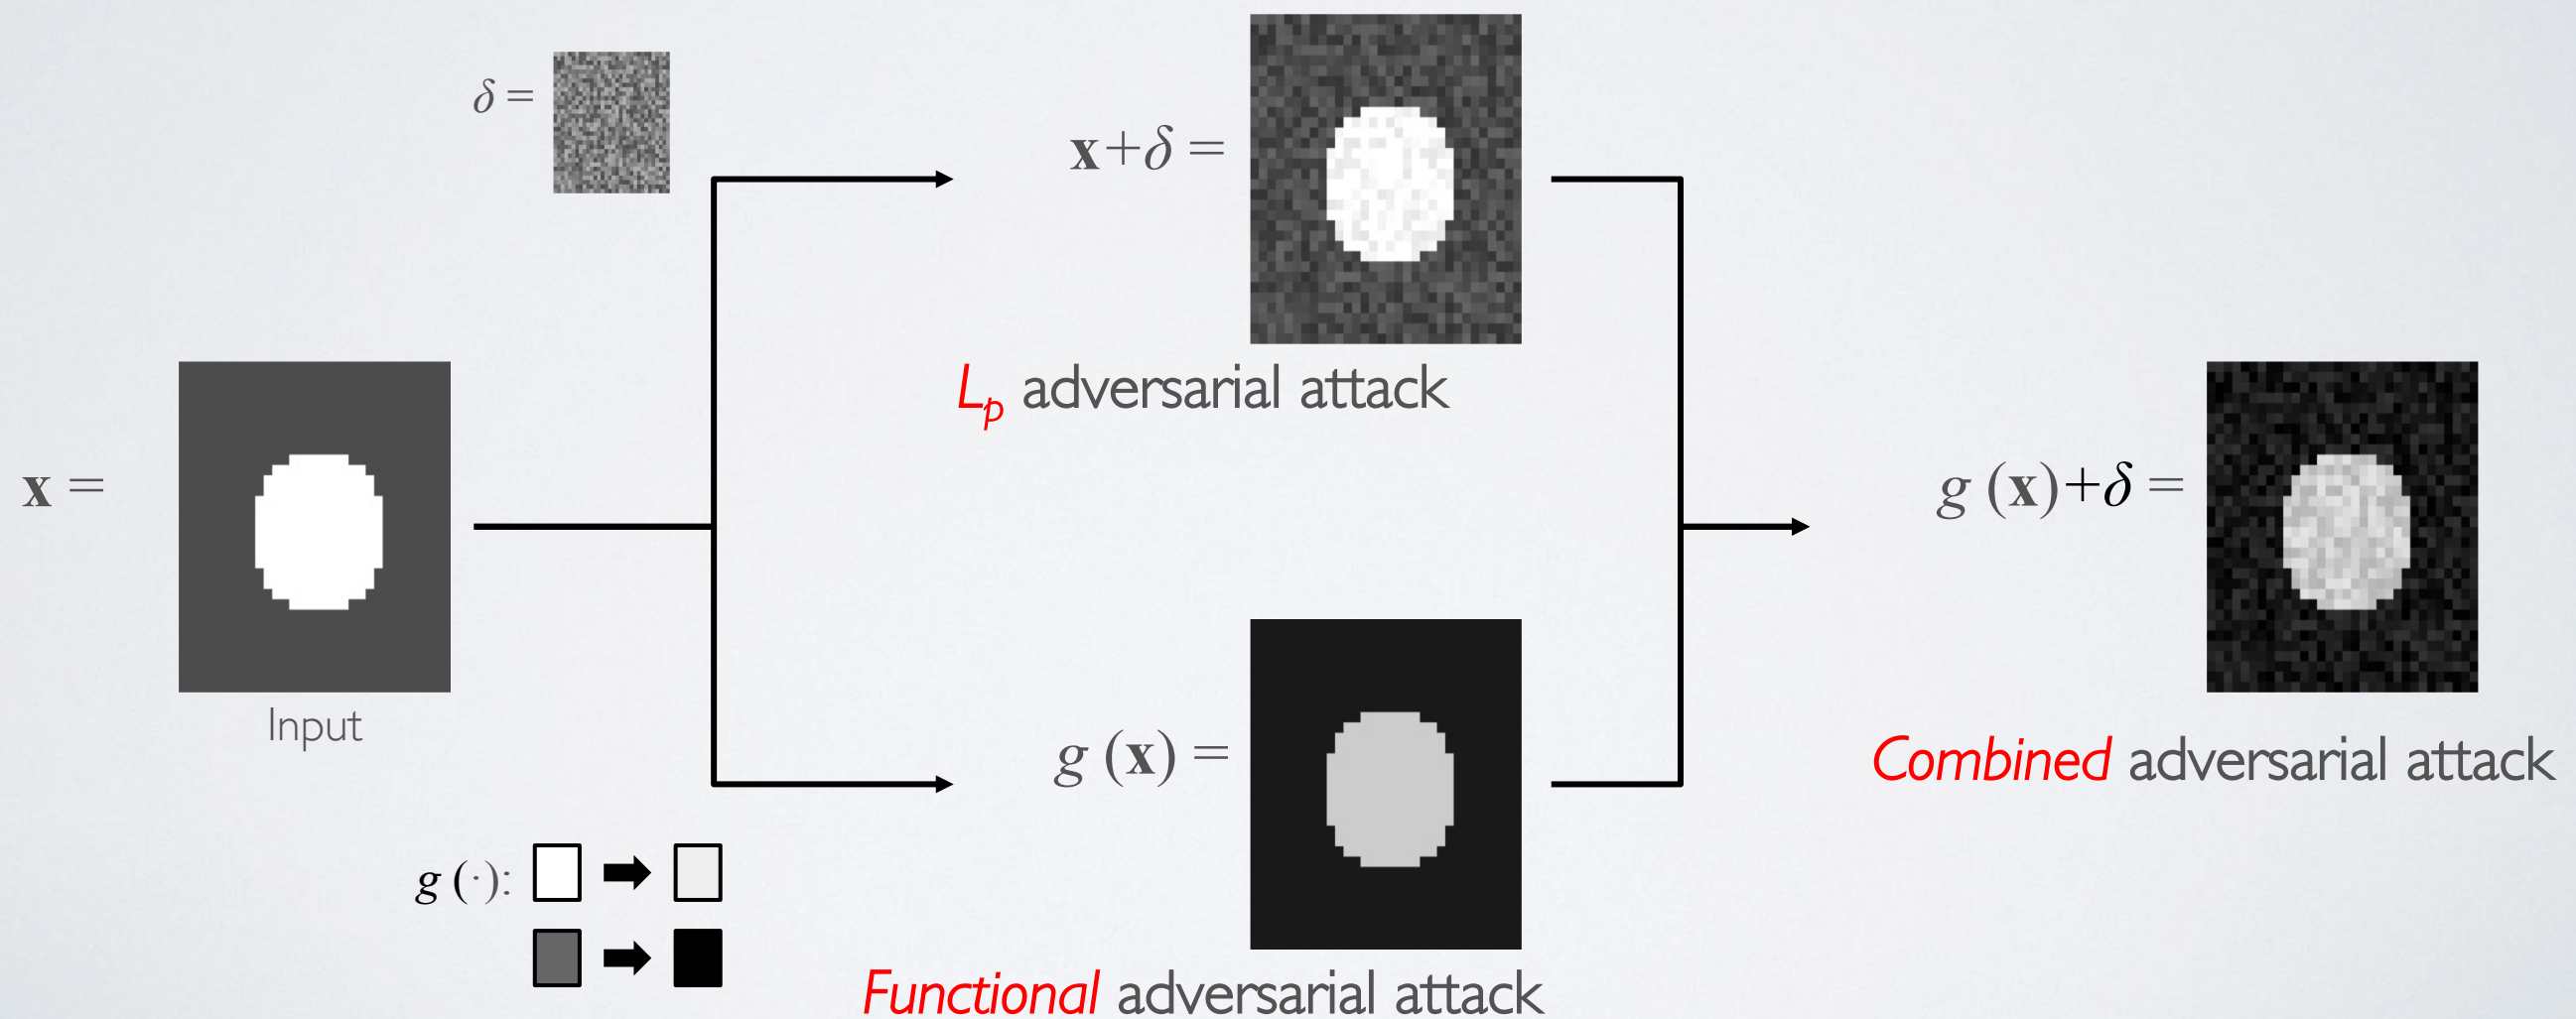 δ =
x+δ =
Lₚ adversarial attack
x =
Input
g (x)+δ =
Combined adversarial attack
g (x) =
g (·):
Functional adversarial attack